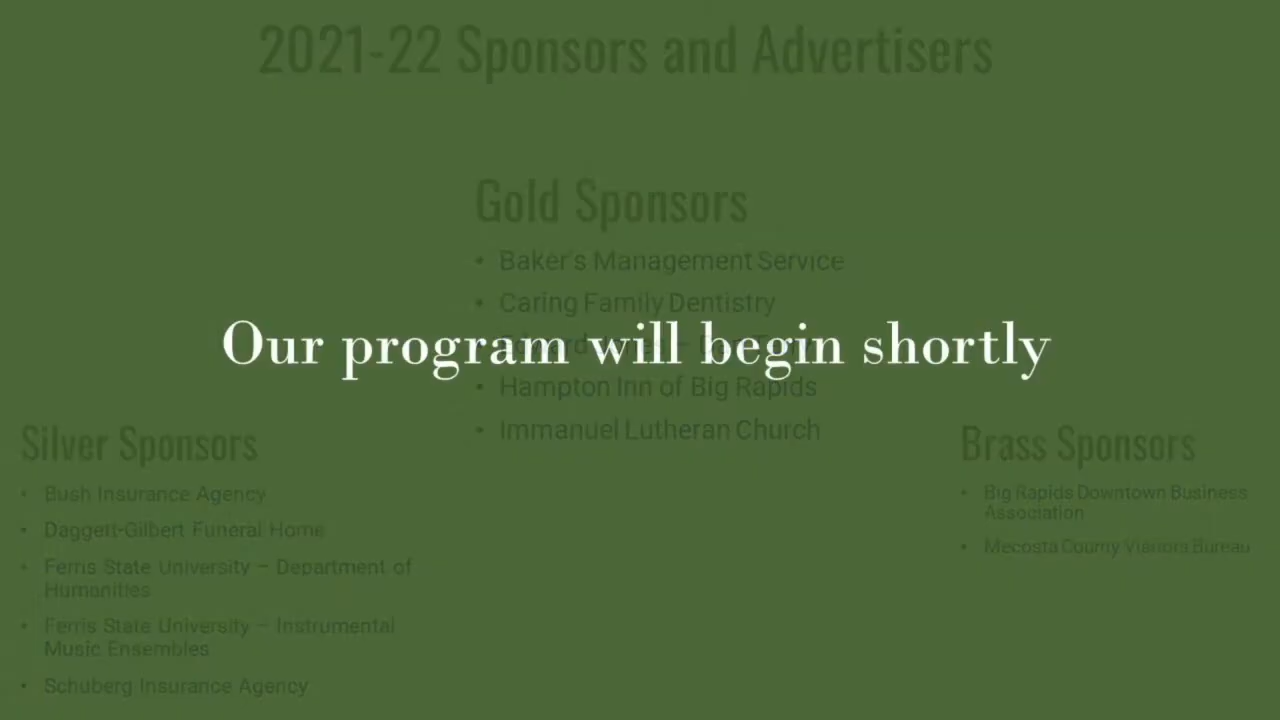 2021-22 Sponsors and Advertisers
Gold Sponsors
• Baker's Management Service
• Caring Family Dentistry
Our program will begin shortly
• Hampton Inn of Big Rapids
• Immanuel Lutheran Church
Silver Sponsors
• Bush Insurance Agency
• Daggett-Gilbert Funeral Home
• Ferris State University – Department of
Humanities
• Ferris State University – Instrumental
Music Ensembles
• Schuberg Insurance Agency
Brass Sponsors
• Big Rapids Downtown Business
Association
• Mecosta County Visitors Bureau